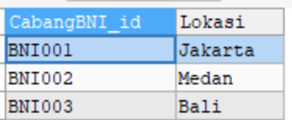 CabangBNI_id Lokasi
BNI001 Jakarta
BNI002 Medan
BNI003 Bali